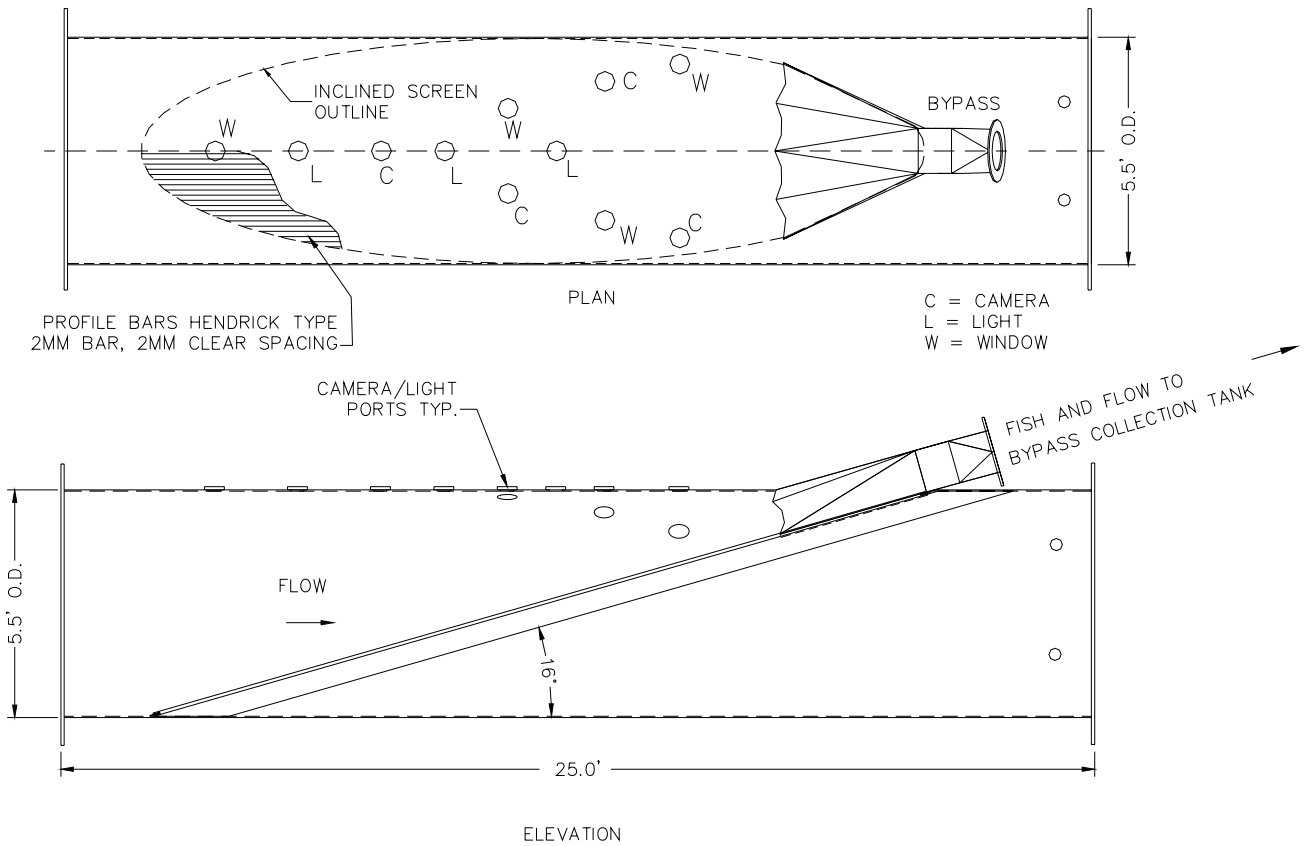 INCLINED SCREEN
OUTLINE
W
L
C
L
W
C
L
C
W
W
C
BYPASS
5.5' O.D.
PLAN
PROFILE BARS HENDRICK TYPE
2MM BAR, 2MM CLEAR SPACING
C = CAMERA
L = LIGHT
W = WINDOW
CAMERA/LIGHT
PORTS TYP.
FISH AND FLOW TO
BYPASS COLLECTION TANK
5.5' O.D.
FLOW
16°
25.0'
ELEVATION